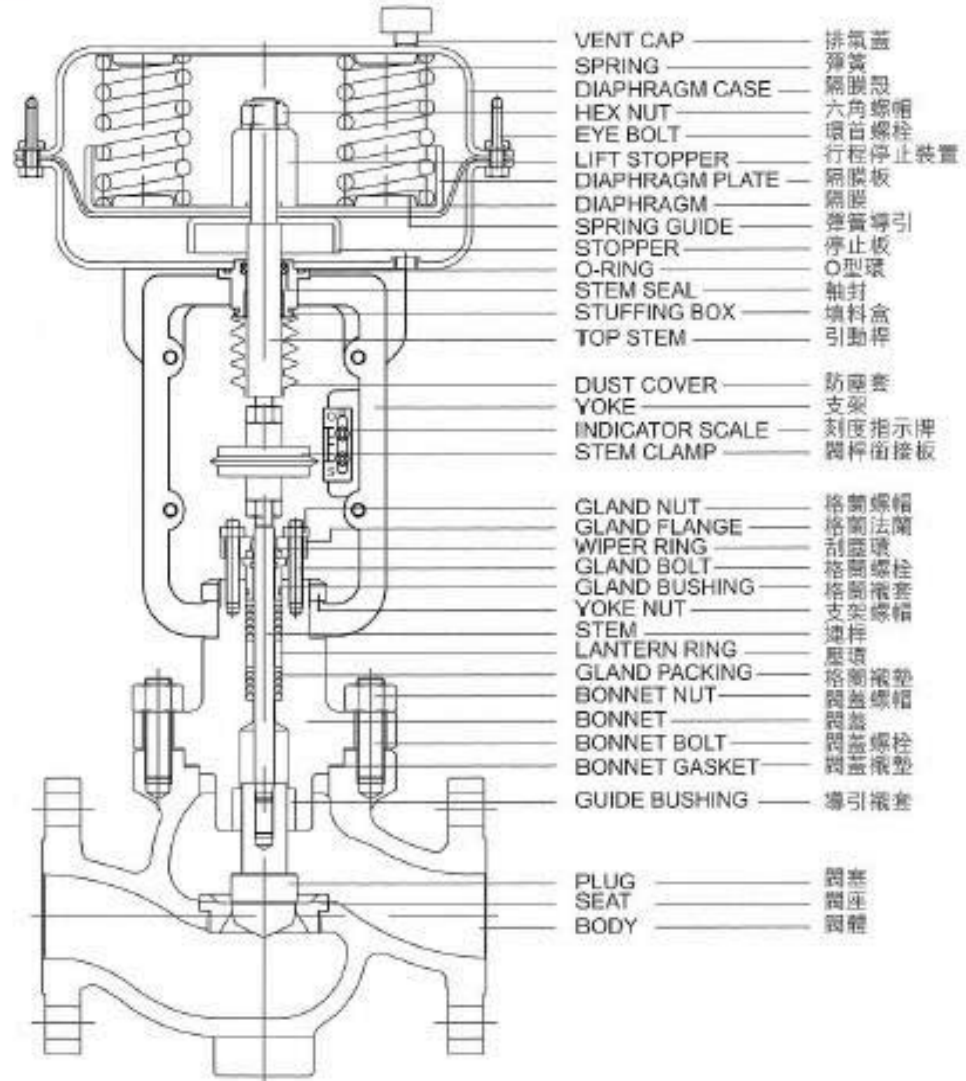 VENT CAP 排氣蓋
SPRING 彈簧
DIAPHRAGM CASE 隔膜殼
HEX NUT 六角螺帽
EYE BOLT 環首螺栓
LIFT STOPPER 行程停止裝置
DIAPHRAGM PLATE 隔膜板
DIAPHRAGM 隔膜
SPRING GUIDE 彈簧導引
STOPPER 停止板
O-RING O型環
STEM SEAL 軸封
STUFFING BOX 填料盒
TOP STEM 引動桿
DUST COVER 防塵套
YOKE 支架
INDICATOR SCALE 刻度指示牌
STEM CLAMP 閥桿銜接板
GLAND NUT 格蘭螺帽
GLAND FLANGE 格蘭法蘭
WIPER RING 刮塵環
GLAND BOLT 格蘭螺栓
GLAND BUSHING 格蘭襯套
YOKE NUT 支架螺帽
STEM 連桿
LANTERN RING 壓環
GLAND PACKING 格蘭襯墊
BONNET NUT 閥蓋螺帽
BONNET 閥蓋
BONNET BOLT 閥蓋螺栓
BONNET GASKET 閥蓋襯墊
GUIDE BUSHING 導引襯套
PLUG 閥塞
SEAT 閥座
BODY 閥體